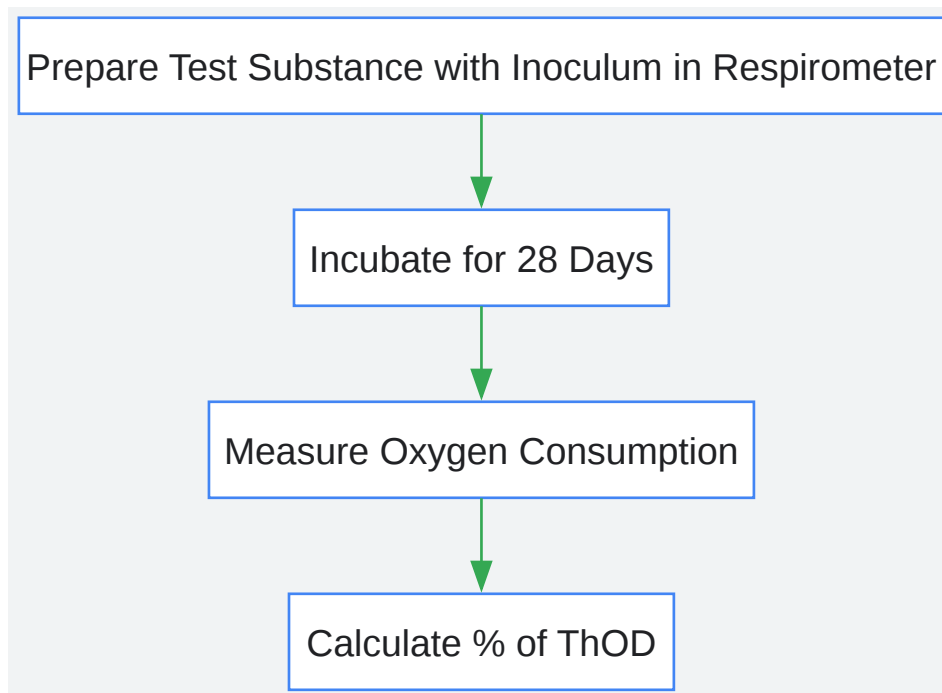 Prepare Test Substance with Inoculum in Respirometer
Incubate for 28 Days
Measure Oxygen Consumption
Calculate % of ThOD